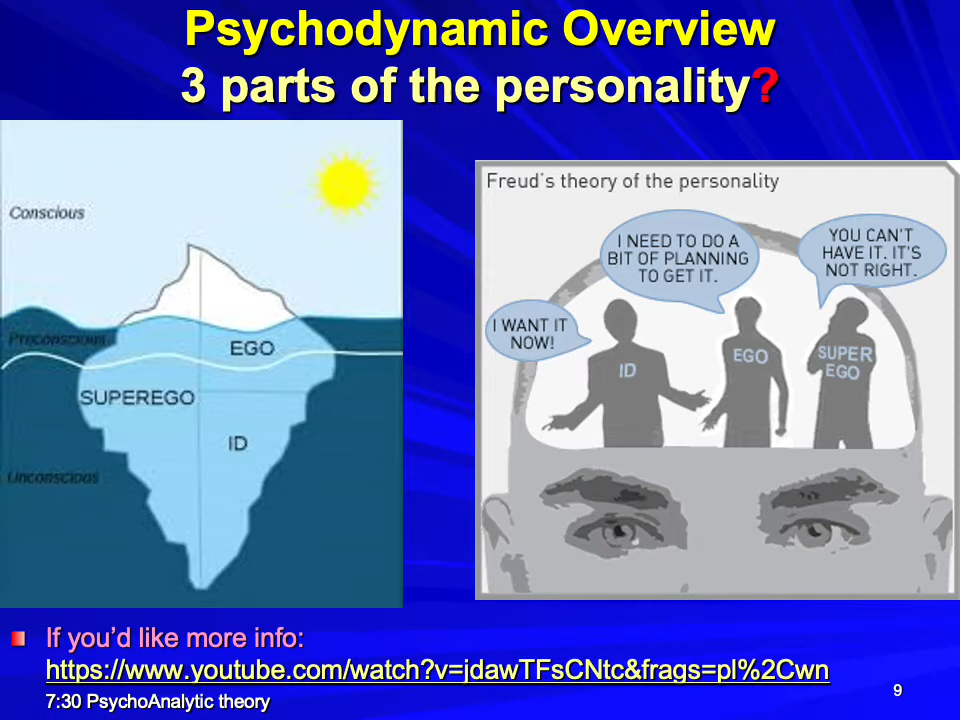 Psychodynamic Overview
3 parts of the personality?
Conscious
Preconscious
EGO
SUPEREGO
ID
Unconscious
Freud's theory of the personality
I WANT IT
NOW!
I NEED TO DO A
BIT OF PLANNING
TO GET IT.
YOU CAN'T
HAVE IT. IT'S
NOT RIGHT.
ID
EGO
SUPER
EGO
If you'd like more info:
https://www.youtube.com/watch?v=jdawTFsCNtc&frags=pl%2Cwn
7:30 PsychoAnalytic theory
9